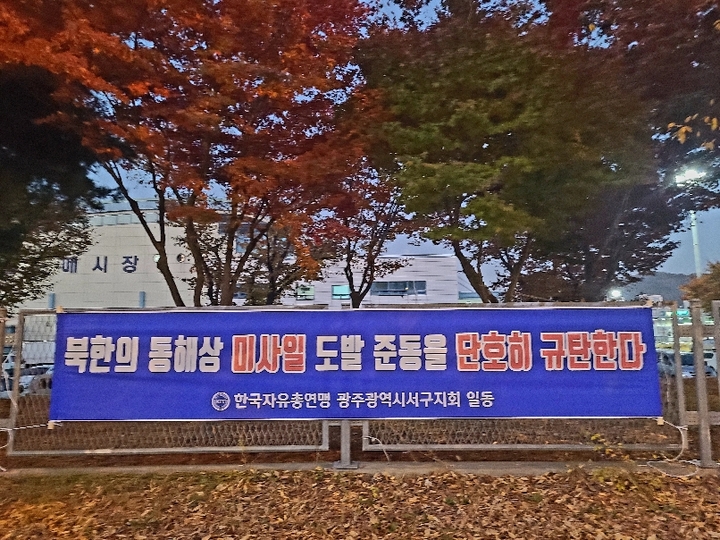 매시장
북한의 동해상 미사일 도발 준동을 단호히 규탄한다
한국자유총연맹 광주광역시서구지회 일동